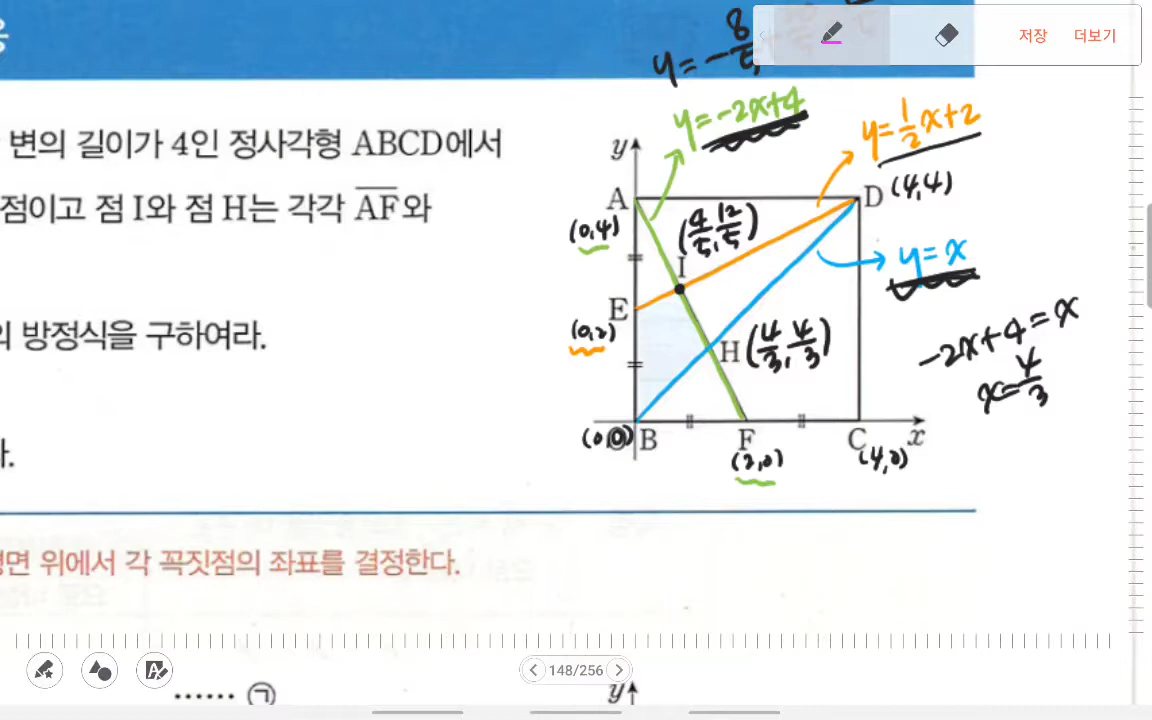 저장 더보기
y=-8/5
y=-2x+4
y=1/2x+2
변의 길이가 4인 정사각형 ABCD에서
y
A
D (4,4)
점이고 점 I와 점 H는 각각 AF와
(0,4)
(4/5, 12/5)
y=x
I
E
의 방정식을 구하여라.
(0,2)
H (4/3, 4/3)
-2x+4=x
x=4/3
(0,0) B F C x
(2,0) (4,0)
다.
평면 위에서 각 꼭짓점의 좌표를 결정한다.
148/256
...... ㉠
y